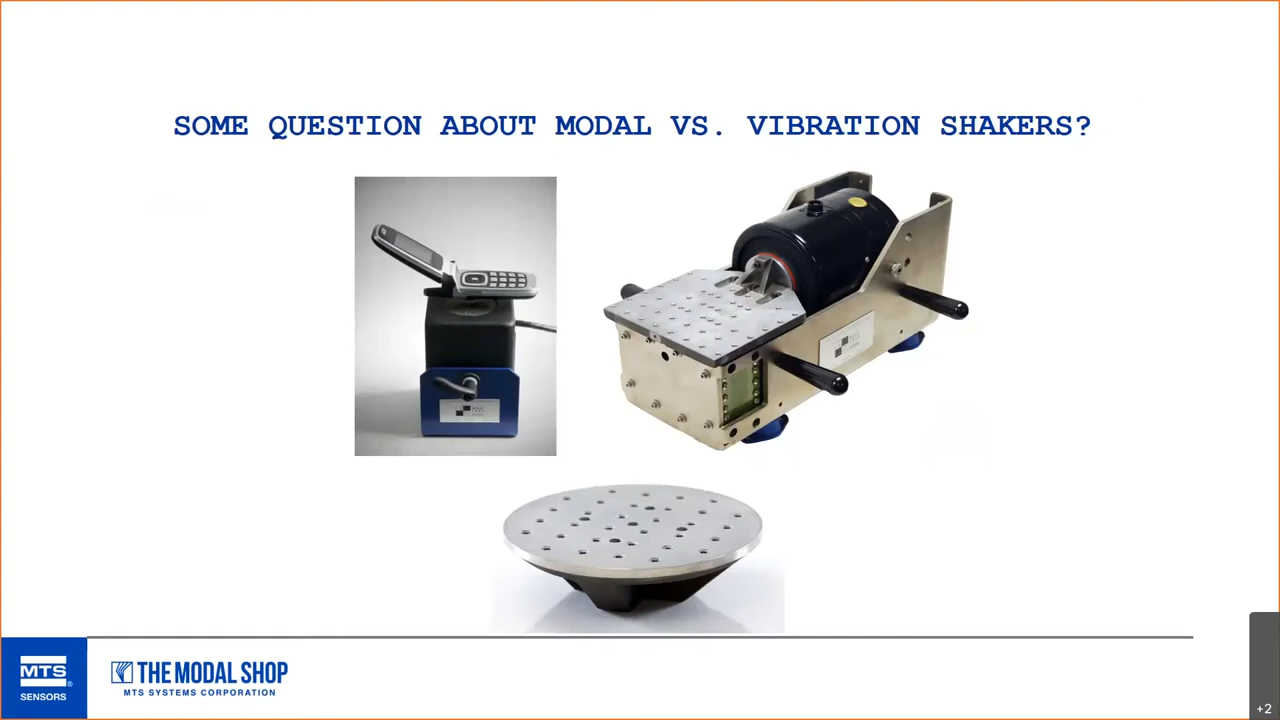 SOME QUESTION ABOUT MODAL VS. VIBRATION SHAKERS?
MTS
®
SENSORS
THE MODAL SHOP
MTS SYSTEMS CORPORATION
+2